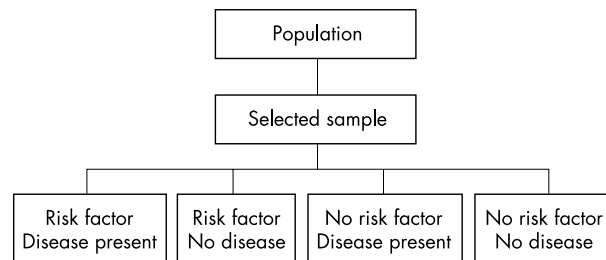 Population
Selected sample
Risk factor
Disease present
Risk factor
No disease
No risk factor
Disease present
No risk factor
No disease